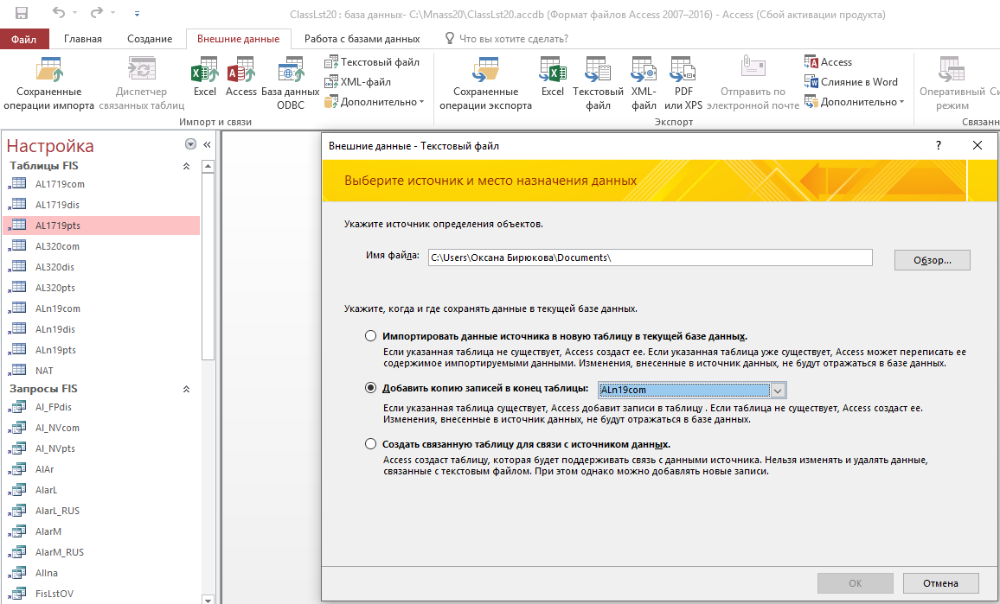 ClassLst20 : база данных- C:\Mnass20\ClassLst20.accdb (Формат файлов Access 2007–2016) - Access (Сбой активации продукта)
Файл Главная Создание Внешние данные Работа с базами данных Что вы хотите сделать?
Сохраненные операции импорта
Диспетчер связанных таблиц
Excel
Access
База данных ODBC
Текстовый файл
XML-файл
Дополнительно
Импорт и связи
Сохраненные операции экспорта
Excel
Текстовый файл
XML-файл
PDF или XPS
Отправить по электронной почте
Access
Слияние в Word
Дополнительно
Экспорт
Оперативный режим
Си
Связанн
Настройка
Таблицы FIS
AL1719com
AL1719dis
AL1719pts
AL320com
AL320dis
AL320pts
ALn19com
ALn19dis
ALn19pts
NAT
Запросы FIS
Al_FPdis
Al_NVcom
Al_NVpts
AlAr
AlarL
AlarL_RUS
AlarM
AlarM_RUS
AlIna
FisLstOV
Внешние данные - Текстовый файл
?
Выберите источник и место назначения данных
Укажите источник определения объектов.
Имя файла: C:\Users\Оксана Бирюкова\Documents\
Обзор...
Укажите, когда и где сохранять данные в текущей базе данных.
Импортировать данные источника в новую таблицу в текущей базе данных.
Если указанная таблица не существует, Access создаст ее. Если указанная таблица уже существует, Access может переписать ее
содержимое импортируемыми данными. Изменения, внесенные в источник данных, не будут отражаться в базе данных.
Добавить копию записей в конец таблицы: ALn19com
Если указанная таблица существует, Access добавит записи в таблицу . Если таблица не существует, Access создаст ее.
Изменения, внесенные в источник данных, не будут отражаться в базе данных.
Создать связанную таблицу для связи с источником данных.
Access создаст таблицу, которая будет поддерживать связь с данными источника. Нельзя изменять и удалять данные,
связанные с текстовым файлом. При этом однако можно добавлять новые записи.
OK
Отмена